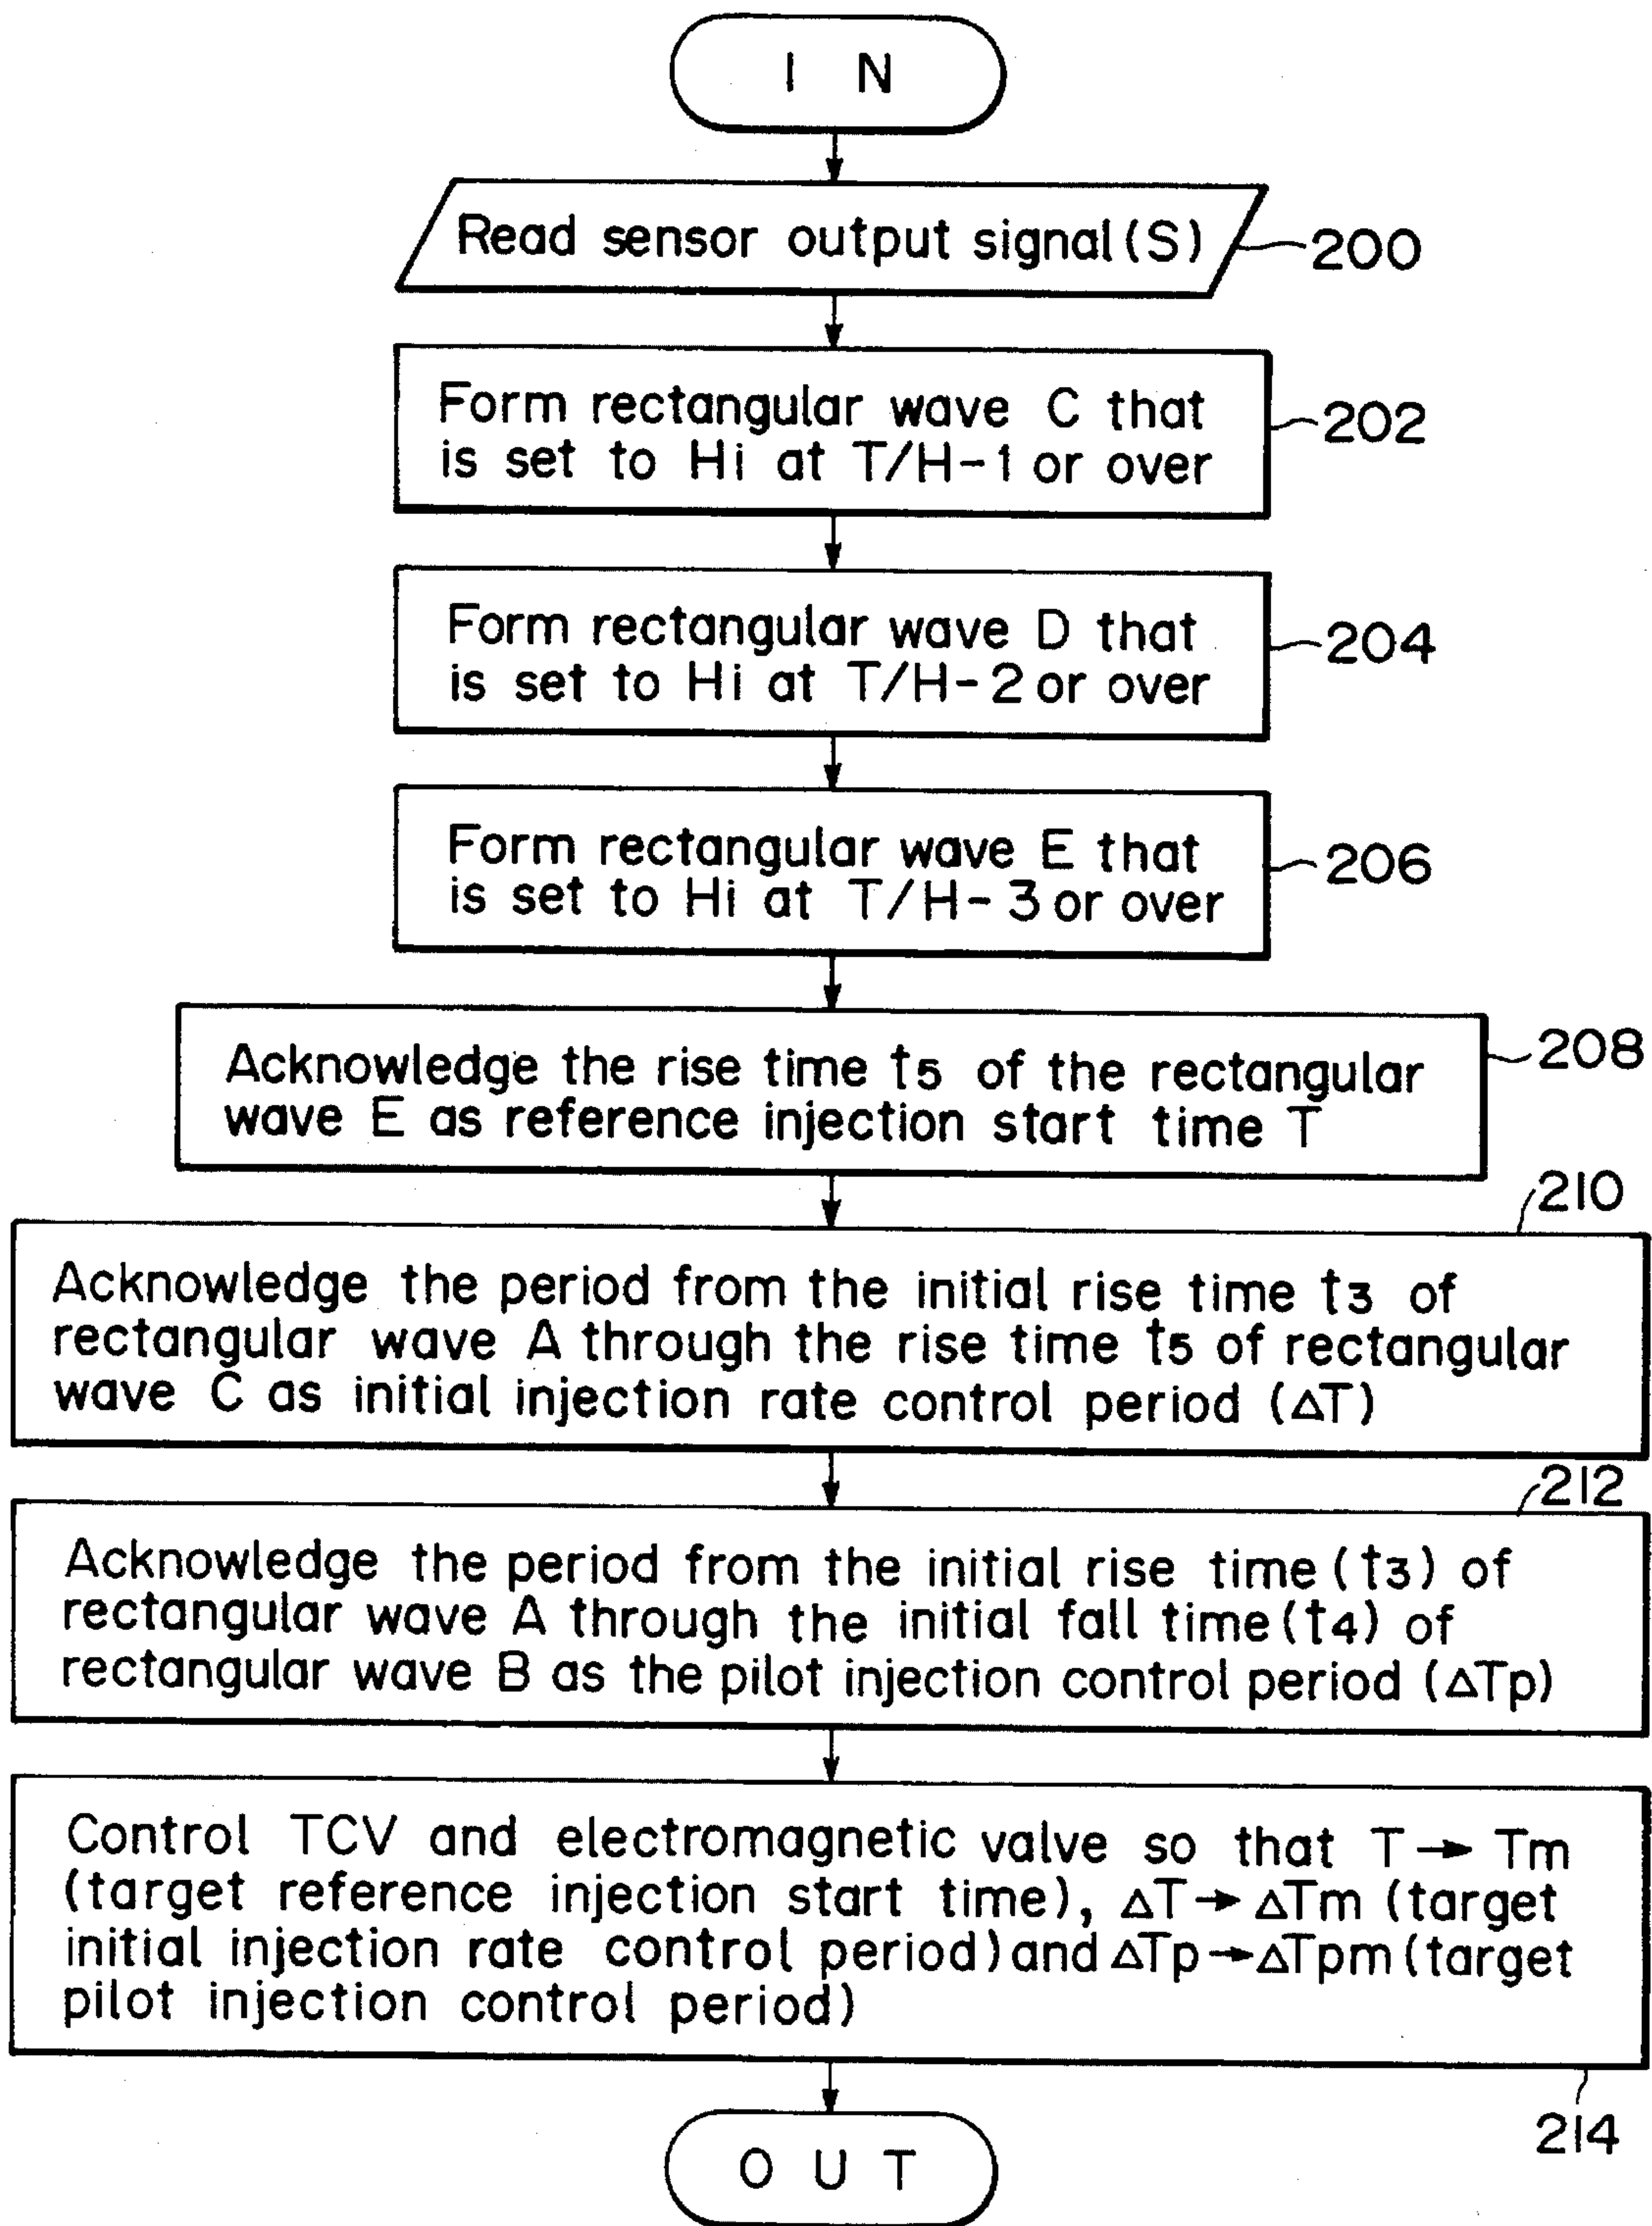 IN
Read sensor output signal (S)
200
Form rectangular wave C that
is set to Hi at T/H-1 or over
202
Form rectangular wave D that
is set to Hi at T/H-2 or over
204
Form rectangular wave E that
is set to Hi at T/H-3 or over
206
Acknowledge the rise time t5 of the rectangular
wave E as reference injection start time T
208
210
Acknowledge the period from the initial rise time t3 of
rectangular wave A through the rise time t5 of rectangular
wave C as initial injection rate control period (ΔT)
212
Acknowledge the period from the initial rise time (t3) of
rectangular wave A through the initial fall time (t4) of
rectangular wave B as the pilot injection control period (ΔTp)
Control TCV and electromagnetic valve so that T → Tm
(target reference injection start time), ΔT → ΔTm (target
initial injection rate control period) and ΔTp → ΔTpm (target
pilot injection control period)
214
OUT